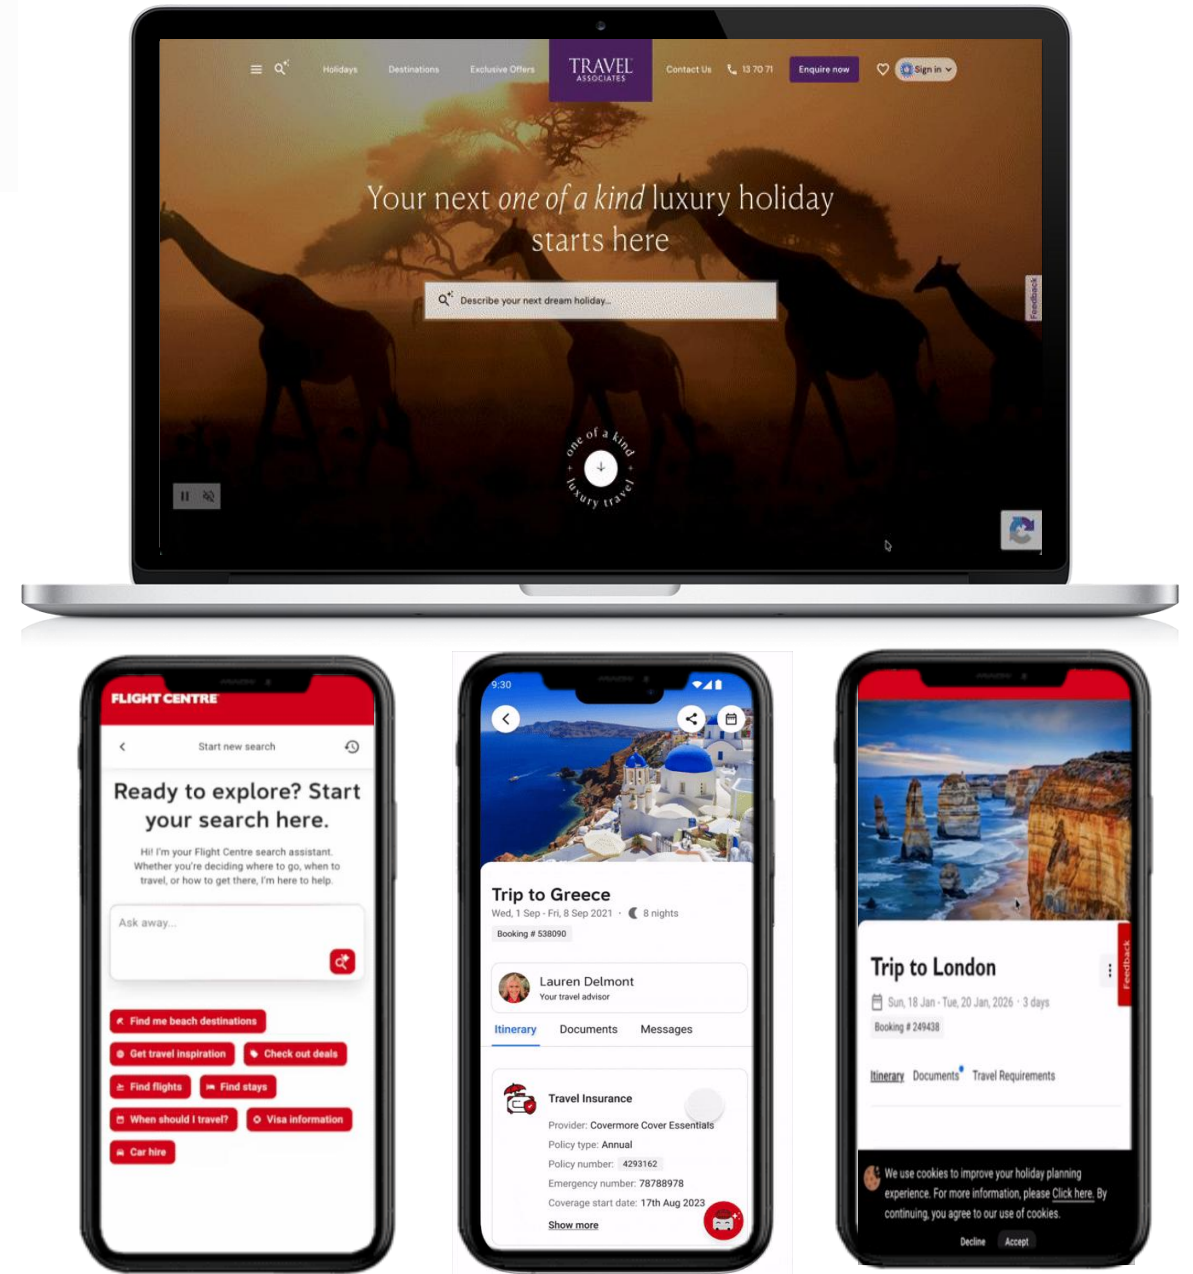 Holidays
Destinations
Exclusive Offers
TRAVEL
ASSOCIATES
Contact Us
13 70 71
Enquire now
Sign in
Your next one of a kind luxury holiday
starts here
Describe your next dream holiday...
Feedback
one of a kind
+ luxury travel +
FLIGHT CENTRE
Start new search
Ready to explore? Start
your search here.
Hi! I'm your Flight Centre search assistant.
Whether you're deciding where to go, when to
travel, or how to get there, I'm here to help.
Ask away...
Find me beach destinations
Get travel inspiration
Check out deals
Find flights
Find stays
When should I travel?
Visa information
Car hire
9:30
Trip to Greece
Wed, 1 Sep - Fri, 8 Sep 2021 · 8 nights
Booking # 538090
Lauren Delmont
Your travel advisor
Itinerary Documents Messages
Travel Insurance
Provider: Covermore Cover Essentials
Policy type: Annual
Policy number: 4293162
Emergency number: 78788978
Coverage start date: 17th Aug 2023
Show more
Trip to London
Feedback
Sun, 18 Jan - Tue, 20 Jan, 2026 · 3 days
Booking # 249438
Itinerary Documents Travel Requirements
We use cookies to improve your holiday planning
experience. For more information, please Click here. By
continuing, you agree to our use of cookies.
Decline Accept